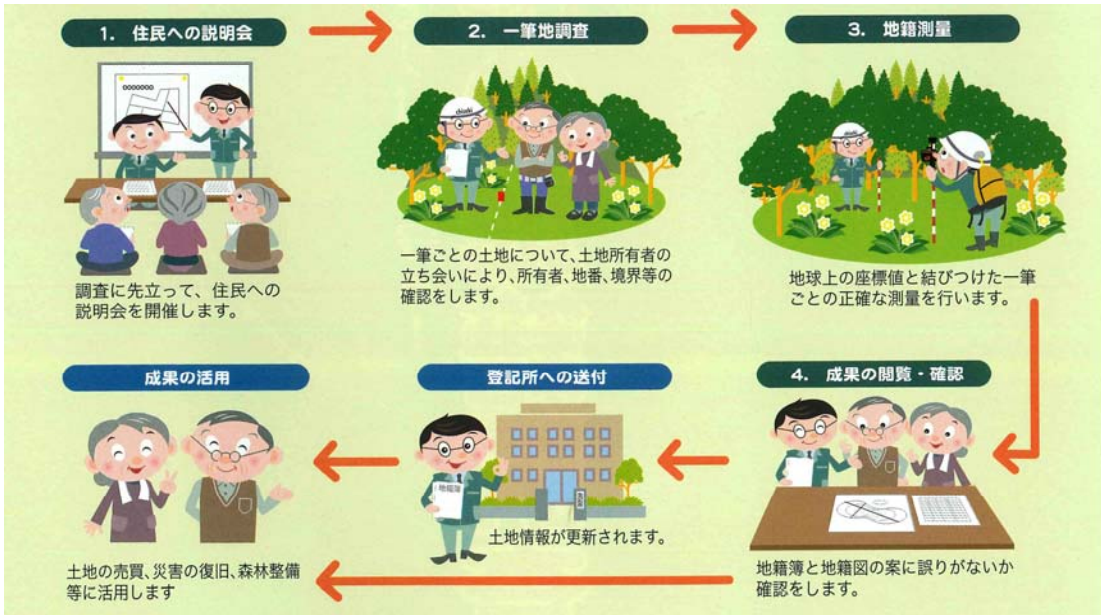 1. 住民への説明会
2. 一筆地調査
3. 地籍測量
調査に先立って、住民への
説明会を開催します。
一筆ごとの土地について、土地所有者の
立ち会いにより、所有者、地番、境界等の
確認をします。
地球上の座標値と結びつけた一筆
ごとの正確な測量を行います。
成果の活用
登記所への送付
4. 成果の閲覧・確認
地籍簿
土地の売買、災害の復旧、森林整備
等に活用します
土地情報が更新されます。
地籍簿と地籍図の案に誤りがないか
確認をします。